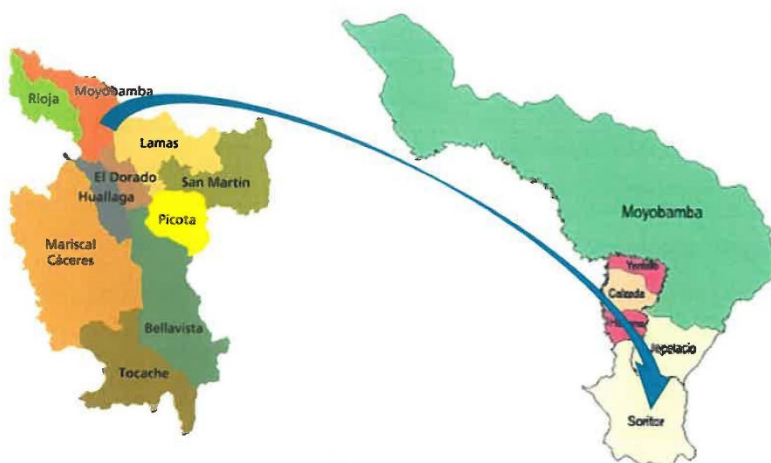 Rioja
Moyobamba
Lamas
El Dorado
San Martín
Huallaga
Picota
Mariscal
Cáceres
Bellavista
Tocache
Moyobamba
Calzada
Jepelacio
Soritor